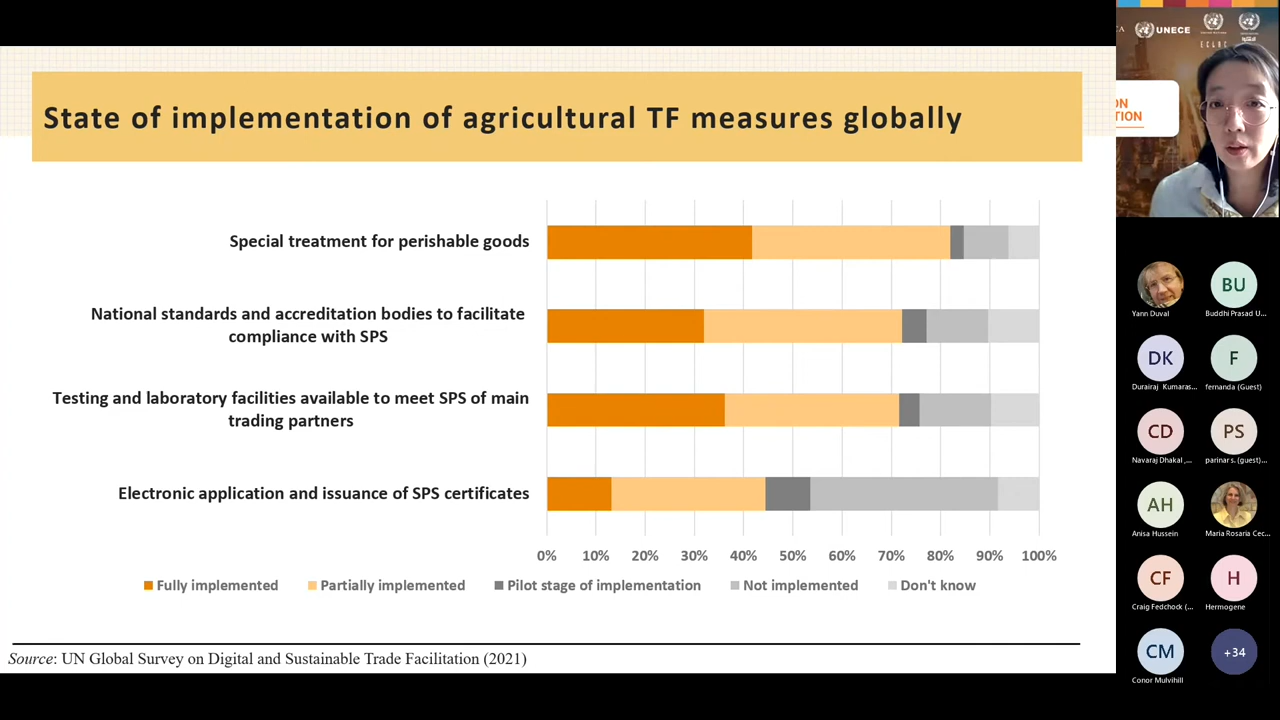 State of implementation of agricultural TF measures globally
Special treatment for perishable goods
National standards and accreditation bodies to facilitate
compliance with SPS
Testing and laboratory facilities available to meet SPS of main
trading partners
Electronic application and issuance of SPS certificates
0% 10% 20% 30% 40% 50% 60% 70% 80% 90% 100%
Fully implemented Partially implemented Pilot stage of implementation Not implemented Don't know
Source: UN Global Survey on Digital and Sustainable Trade Facilitation (2021)
UNECE
ECLAC
ON
TION
BU
Yann Duval Buddhi Prasad U...
DK F
Durairaj Kumaras... fernanda (Guest)
CD PS
Navaraj Dhakal ,... parinar s. (guest)...
AH
Anisa Hussein Maria Rosaria Cec...
CF H
Craig Fedchock (... Hermogene
CM +34
Conor Mulvihill